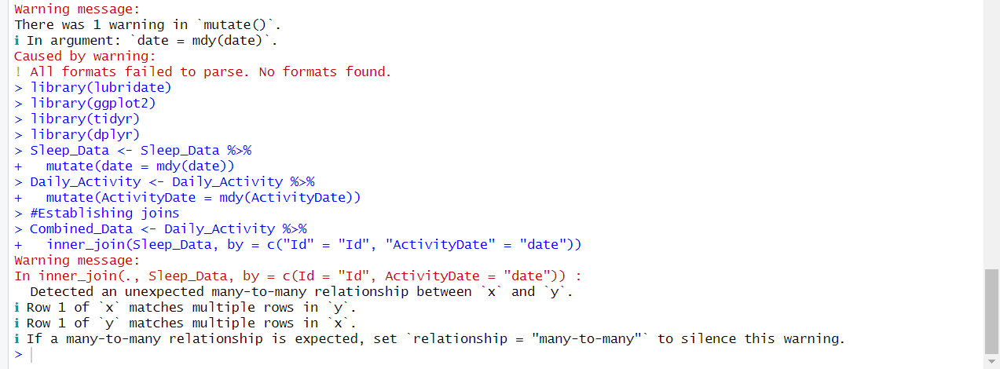 Warning message:
There was 1 warning in `mutate()`.
ℹ In argument: `date = mdy(date)`.
Caused by warning:
! All formats failed to parse. No formats found.
> library(lubridate)
> library(ggplot2)
> library(tidyr)
> library(dplyr)
> Sleep_Data <- Sleep_Data %>%
+   mutate(date = mdy(date))
> Daily_Activity <- Daily_Activity %>%
+   mutate(ActivityDate = mdy(ActivityDate))
> #Establishing joins
> Combined_Data <- Daily_Activity %>%
+   inner_join(Sleep_Data, by = c("Id" = "Id", "ActivityDate" = "date"))
Warning message:
In inner_join(., Sleep_Data, by = c(Id = "Id", ActivityDate = "date")) :
  Detected an unexpected many-to-many relationship between `x` and `y`.
ℹ Row 1 of `x` matches multiple rows in `y`.
ℹ Row 1 of `y` matches multiple rows in `x`.
ℹ If a many-to-many relationship is expected, set `relationship = "many-to-many"` to silence this warning.
>